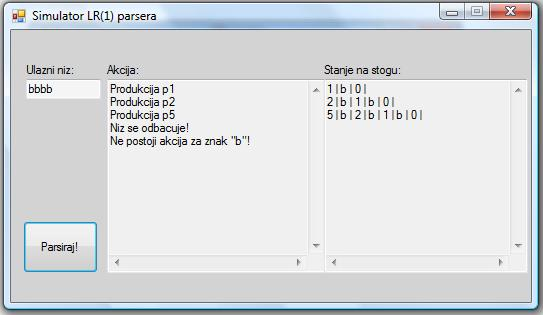 Simulator LR(1) parsera
Ulazni niz:
bbbb
Akcija:
Produkcija p1
Produkcija p2
Produkcija p5
Niz se odbacuje!
Ne postoji akcija za znak "b"!
Stanje na stogu:
1 | b | 0 |
2 | b | 1 | b | 0 |
5 | b | 2 | b | 1 | b | 0 |
Parsiraj!